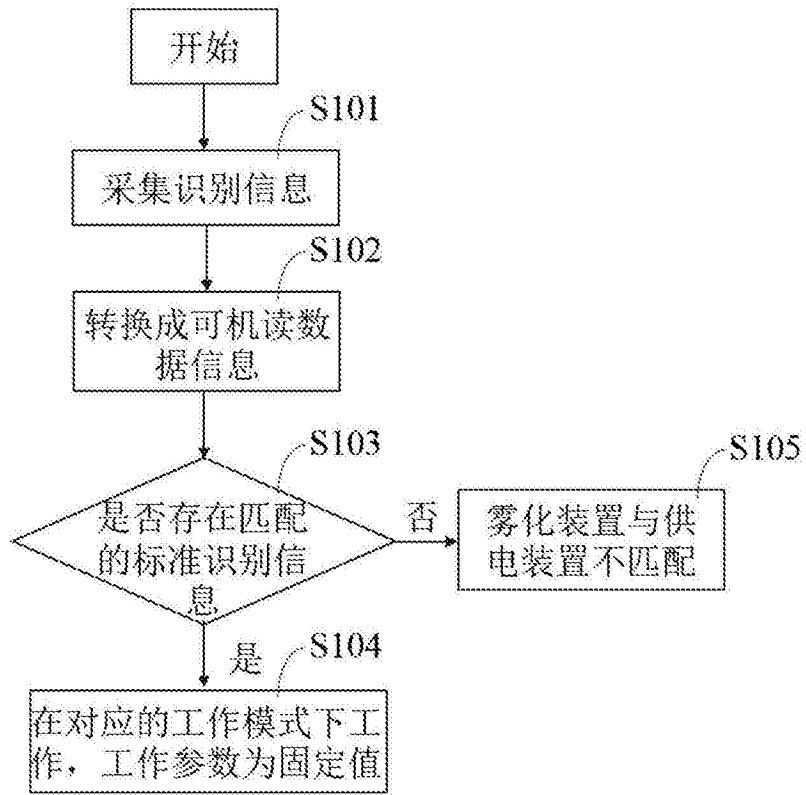 开始
S101
采集识别信息
S102
转换成可机读数
据信息
S103
是否存在匹配
的标准识别信
息
否
S105
雾化装置与供
电装置不匹配
是
S104
在对应的工作模式下工
作，工作参数为固定值